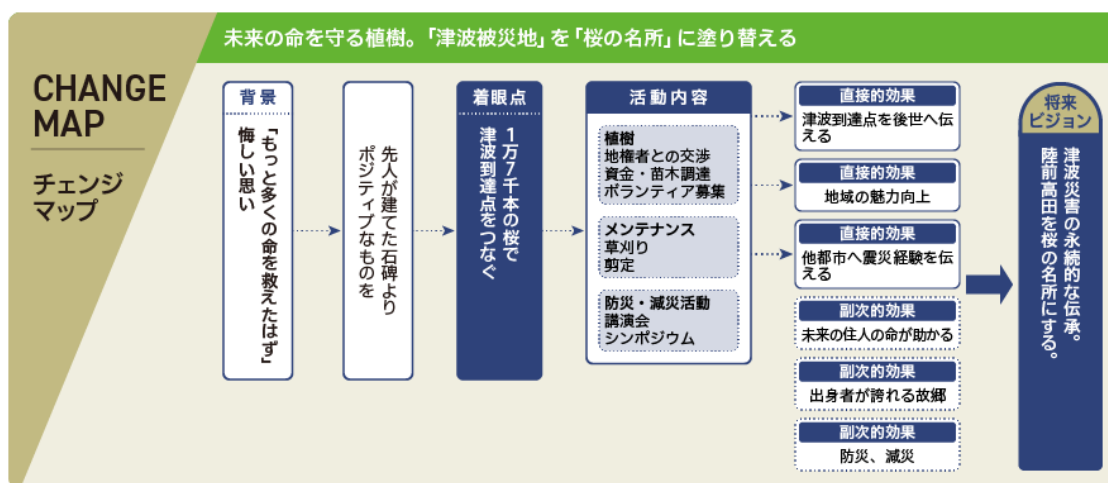 未来の命を守る植樹。「津波被災地」を「桜の名所」に塗り替える
CHANGE
MAP
チェンジ
マップ
背景
「もっと多くの命を救えたはず」
悔しい思い
先人が建てた石碑より
ポジティブなものを
着眼点
1万7千本の桜で
津波到達点をつなぐ
活動内容
植樹
地権者との交渉
資金・苗木調達
ボランティア募集
メンテナンス
草刈り
剪定
防災・減災活動
講演会
シンポジウム
直接的効果
津波到達点を後世へ伝
える
直接的効果
地域の魅力向上
直接的効果
他都市へ震災経験を伝
える
副次的効果
未来の住人の命が助かる
副次的効果
出身者が誇れる故郷
副次的効果
防災、減災
将来
ビジョン
津波災害の永続的な伝承。
陸前高田を桜の名所にする。